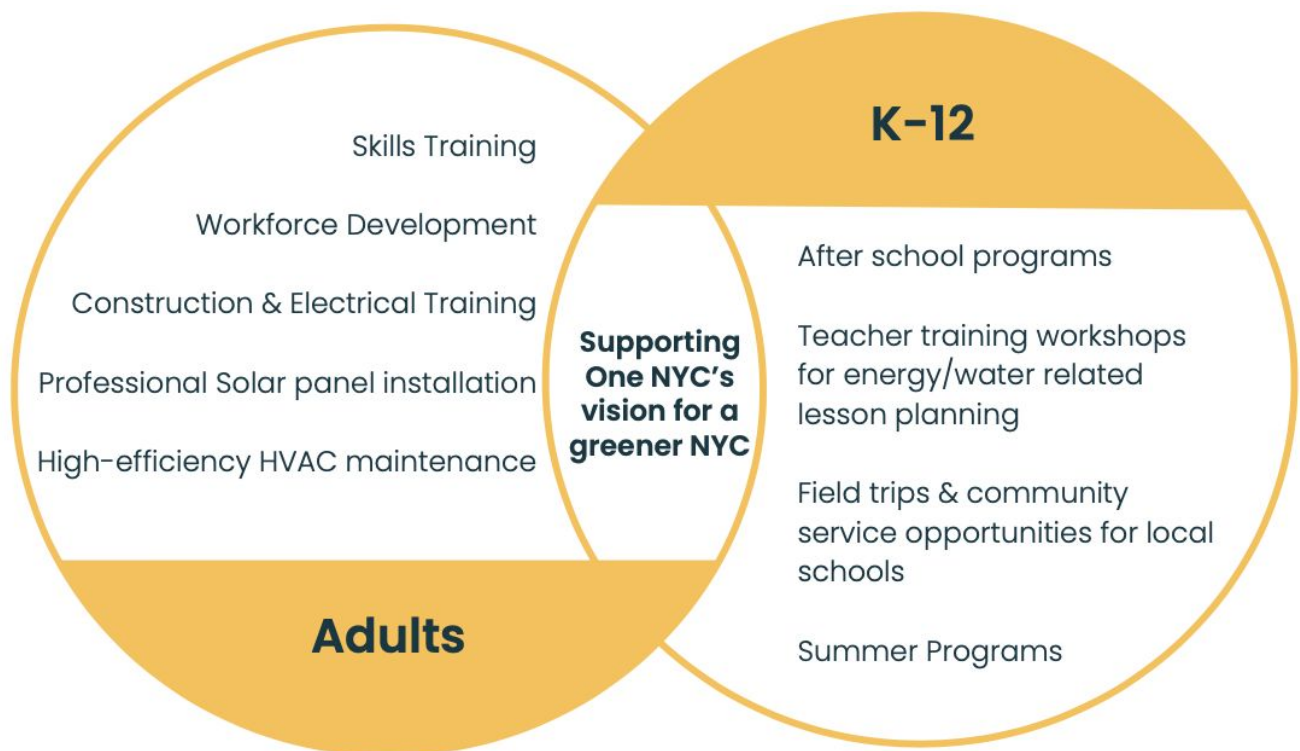 Skills Training
Workforce Development
Construction & Electrical Training
Professional Solar panel installation
High-efficiency HVAC maintenance
Adults
Supporting
One NYC's
vision for a
greener NYC
K-12
After school programs
Teacher training workshops
for energy/water related
lesson planning
Field trips & community
service opportunities for local
schools
Summer Programs